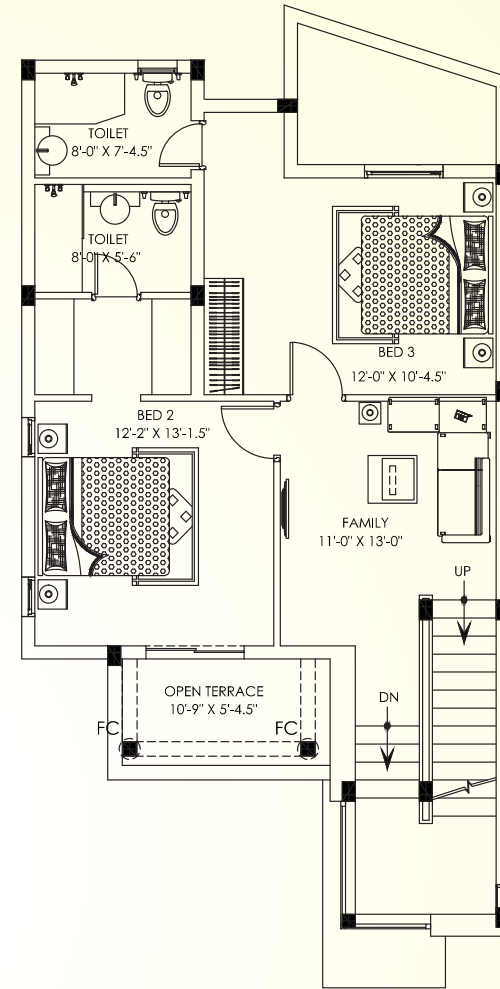 TOILET
8'-0" X 7'-4.5"
TOILET
8'-0" X 5'-6"
BED 3
12'-0" X 10'-4.5"
BED 2
12'-2" X 13'-1.5"
FAMILY
11'-0" X 13'-0"
UP
OPEN TERRACE
10'-9" X 5'-4.5"
DN
FC
FC